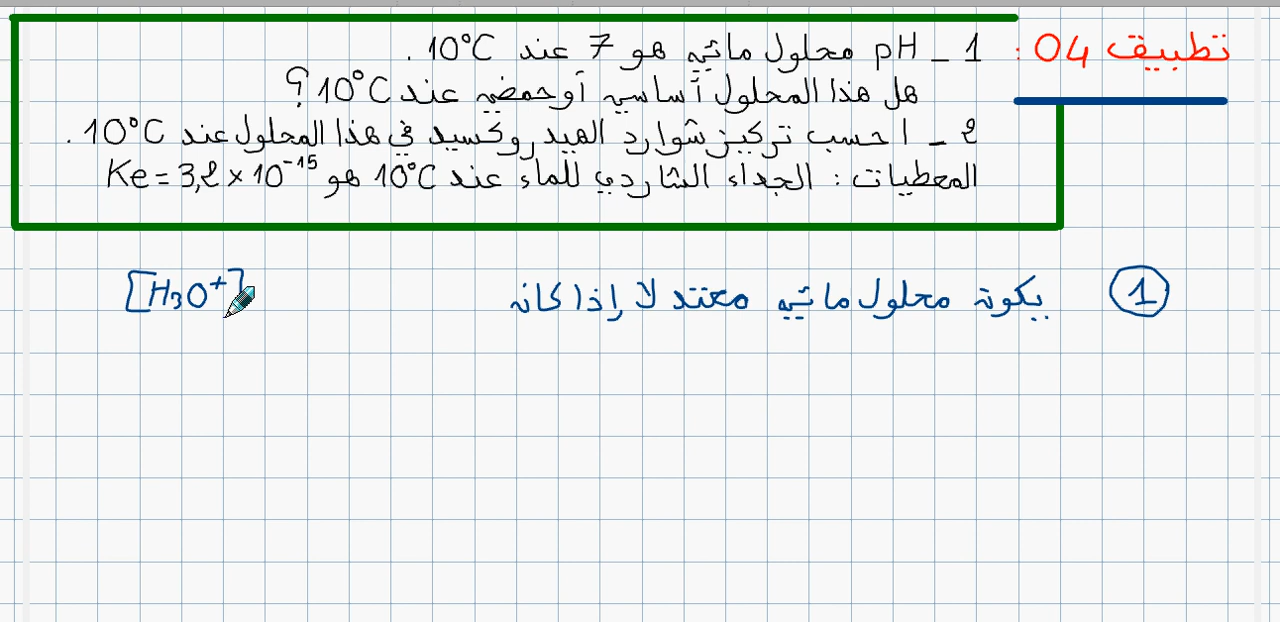 تطبيق 04 :
1 _ pH محلول مائي هو 7 عند 10°C .
هل هذا المحلول أساسي أو حمضي عند 10°C ؟
2 _ احسب تركيز شوارد الهيدروكسيد في هذا المحلول عند 10°C .
المعطيات : الجداء الشاردي للماء عند 10°C هو Ke = 3,2 × 10⁻¹⁵
1 يكون محلول مائي معتدلا إذا كان [H₃O⁺]